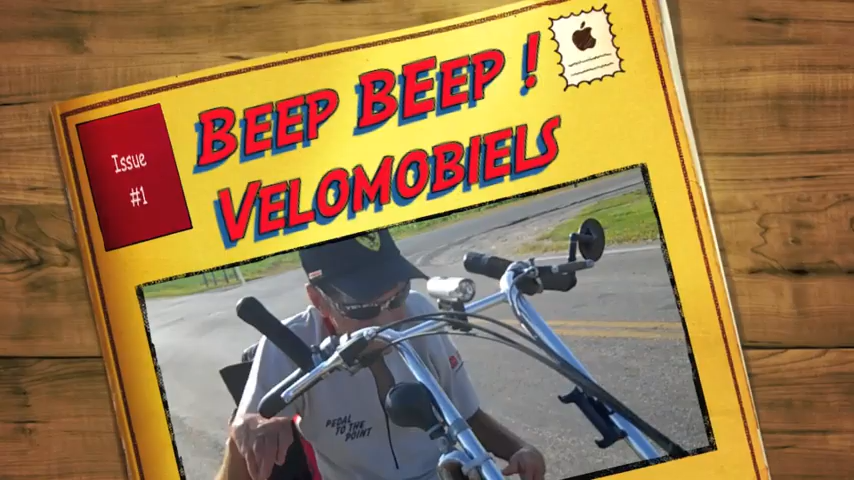 BEEP BEEP !
VELOMOBIELS
Issue
#1
PEDAL
TO THE
POINT